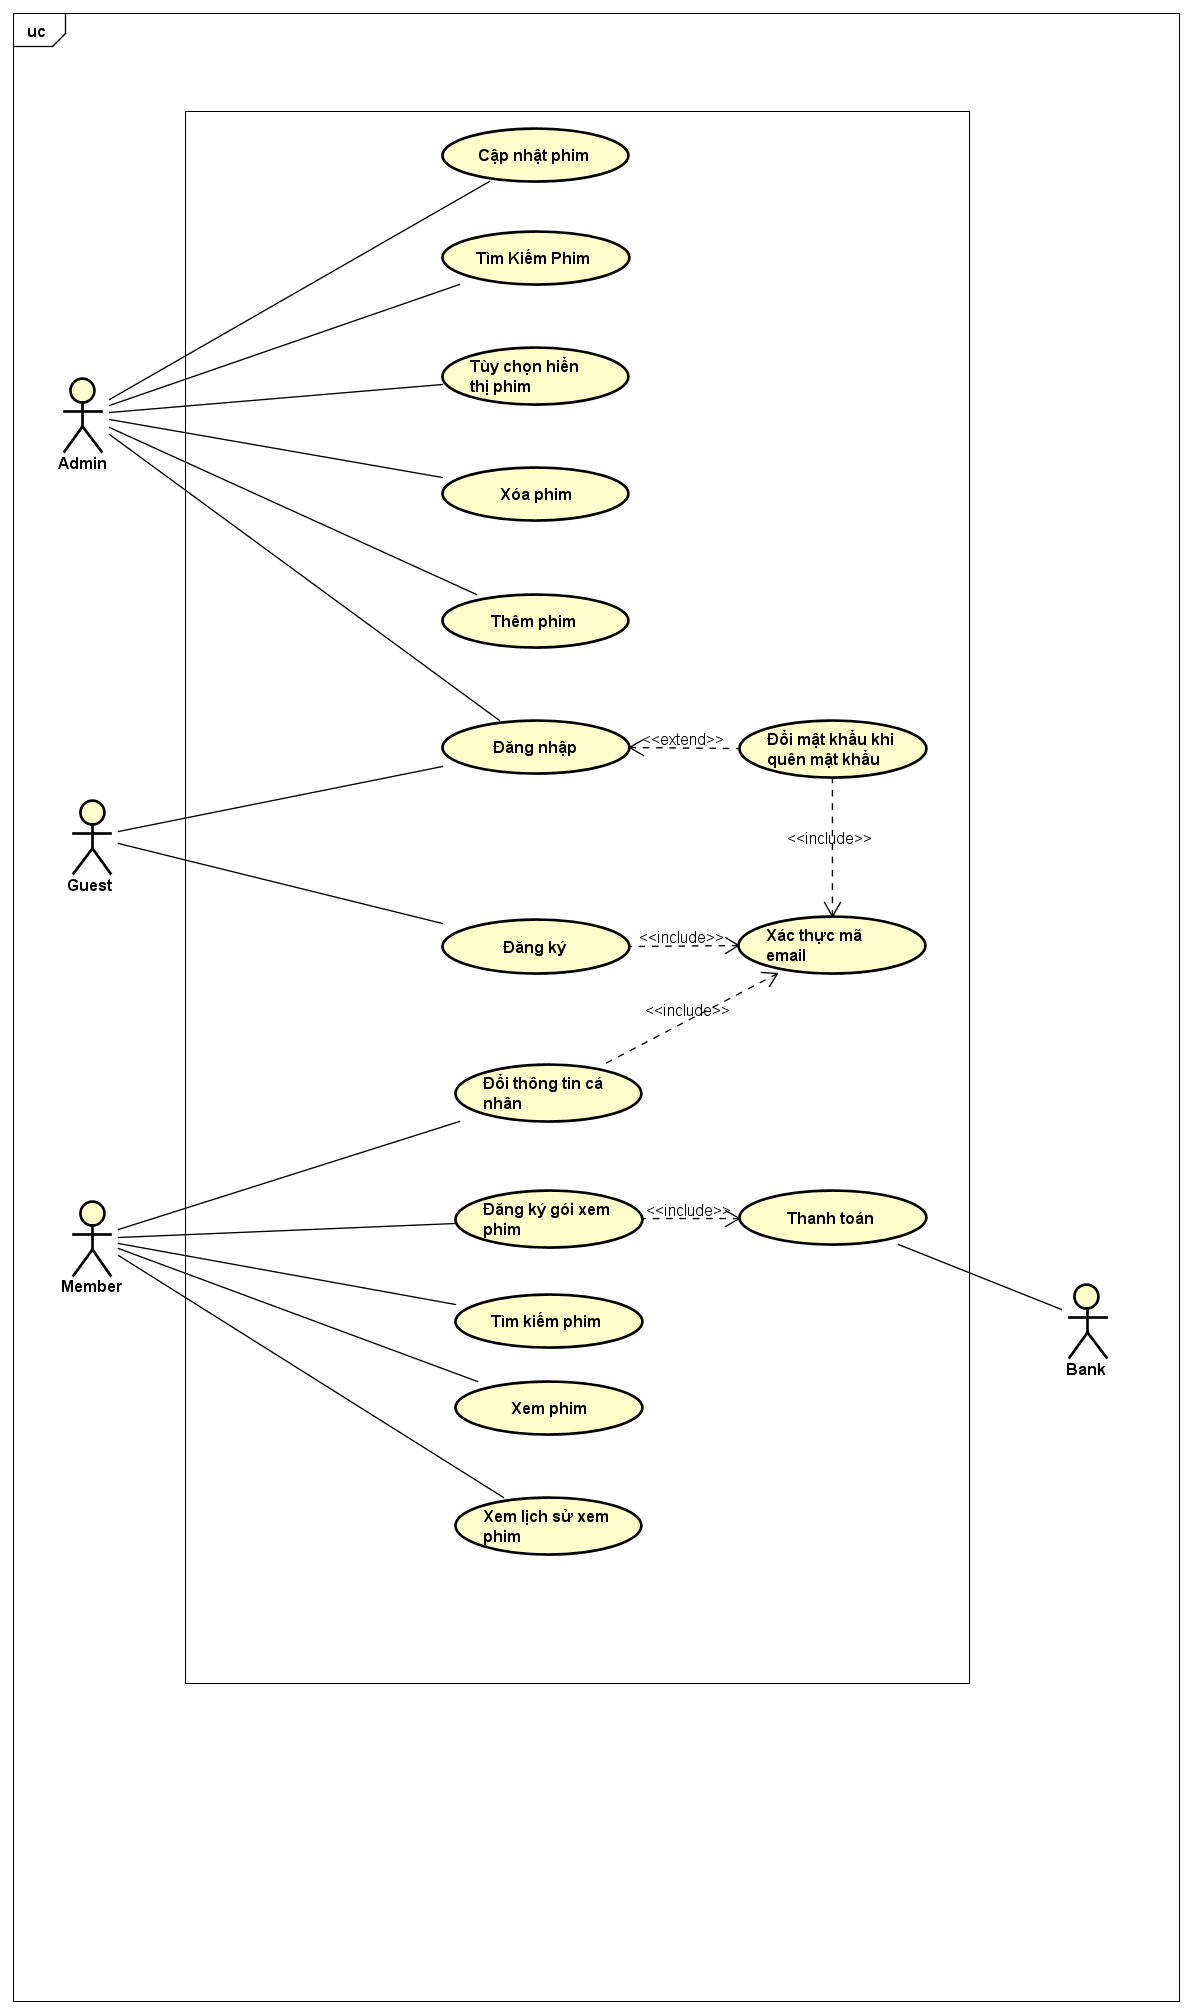 uc
Cập nhật phim
Tìm Kiếm Phim
Tùy chọn hiển
thị phim
Admin
Xóa phim
Thêm phim
Đăng nhập
<<extend>>
Đổi mật khẩu khi
quên mật khẩu
<<include>>
Guest
Đăng ký
<<include>>
Xác thực mã
email
<<include>>
Đổi thông tin cá
nhân
Member
Đăng ký gói xem
phim
<<include>>
Thanh toán
Tìm kiếm phim
Bank
Xem phim
Xem lịch sử xem
phim